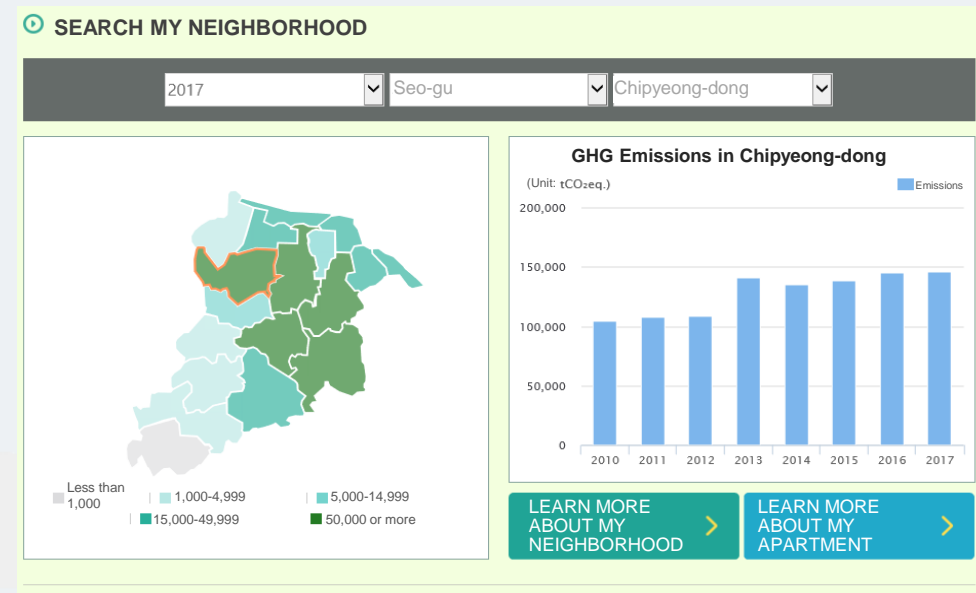 SEARCH MY NEIGHBORHOOD
2017 Seo-gu Chipyeong-dong
Less than
1,000
1,000-4,999
5,000-14,999
15,000-49,999
50,000 or more
GHG Emissions in Chipyeong-dong
(Unit: tCO₂eq.)
Emissions
200,000
150,000
100,000
50,000
0
2010 2011 2012 2013 2014 2015 2016 2017
LEARN MORE
ABOUT MY
NEIGHBORHOOD
LEARN MORE
ABOUT MY
APARTMENT